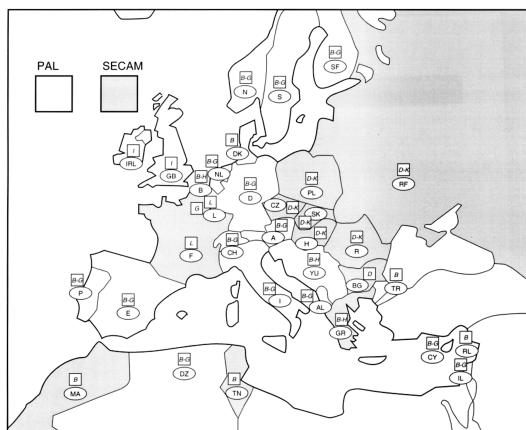 PAL SECAM
B-G
N
B-G
S
B-G
SF
I
IRL
I
GB
B
DK
B-G
NL
B-H
B
G
L
L
B-G
D
D-K
PL
D-K
RF
CZ
D-K
SK
D-K
D-K
H
B-G
A
B-G
CH
L
F
D-K
R
B-H
YU
D
BG
B
TR
B-G
P
B-G
E
B-G
I
B-G
AL
B-H
GR
B-G
CY
B
RL
B-G
IL
B
MA
B-G
DZ
B
TN